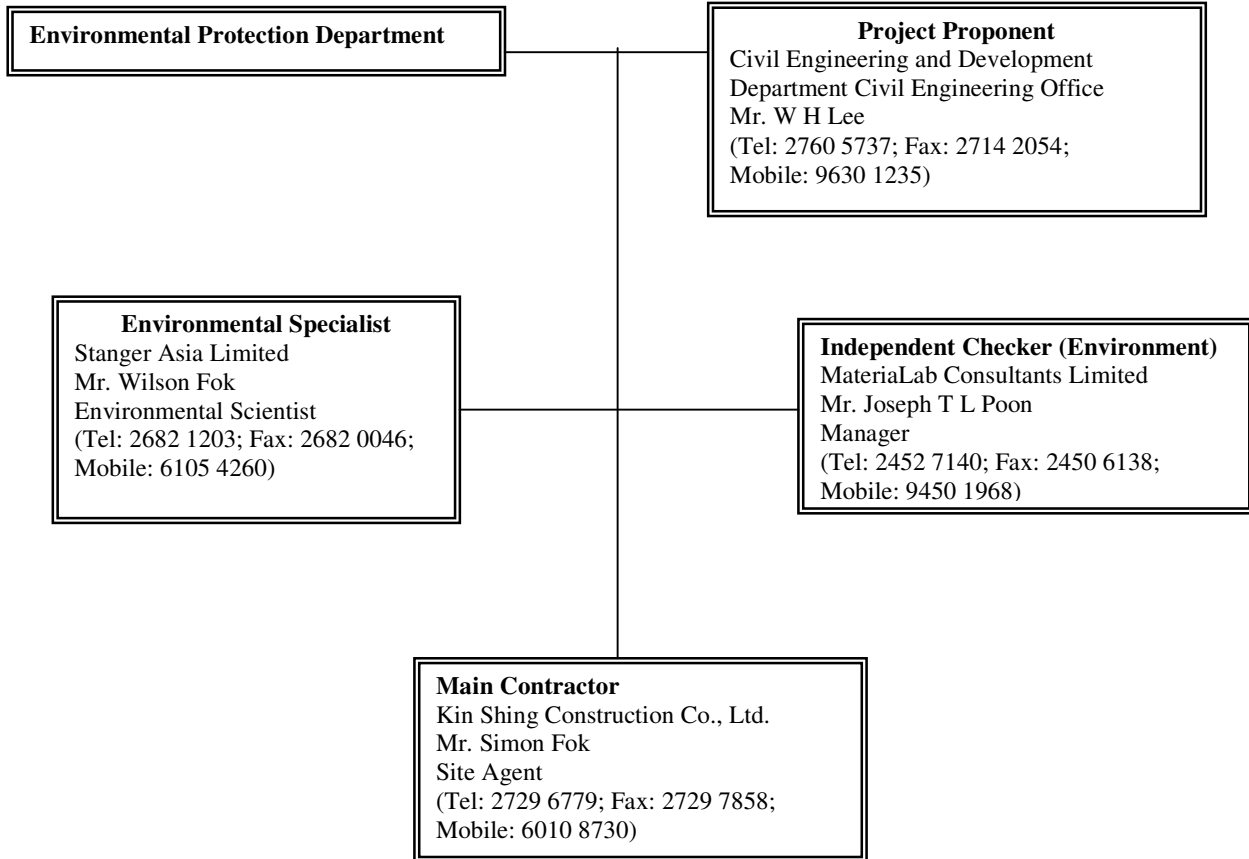 Environmental Protection Department
Project Proponent
Civil Engineering and Development
Department Civil Engineering Office
Mr. W H Lee
(Tel: 2760 5737; Fax: 2714 2054;
Mobile: 9630 1235)
Environmental Specialist
Stanger Asia Limited
Mr. Wilson Fok
Environmental Scientist
(Tel: 2682 1203; Fax: 2682 0046;
Mobile: 6105 4260)
Independent Checker (Environment)
MateriaLab Consultants Limited
Mr. Joseph T L Poon
Manager
(Tel: 2452 7140; Fax: 2450 6138;
Mobile: 9450 1968)
Main Contractor
Kin Shing Construction Co., Ltd.
Mr. Simon Fok
Site Agent
(Tel: 2729 6779; Fax: 2729 7858;
Mobile: 6010 8730)